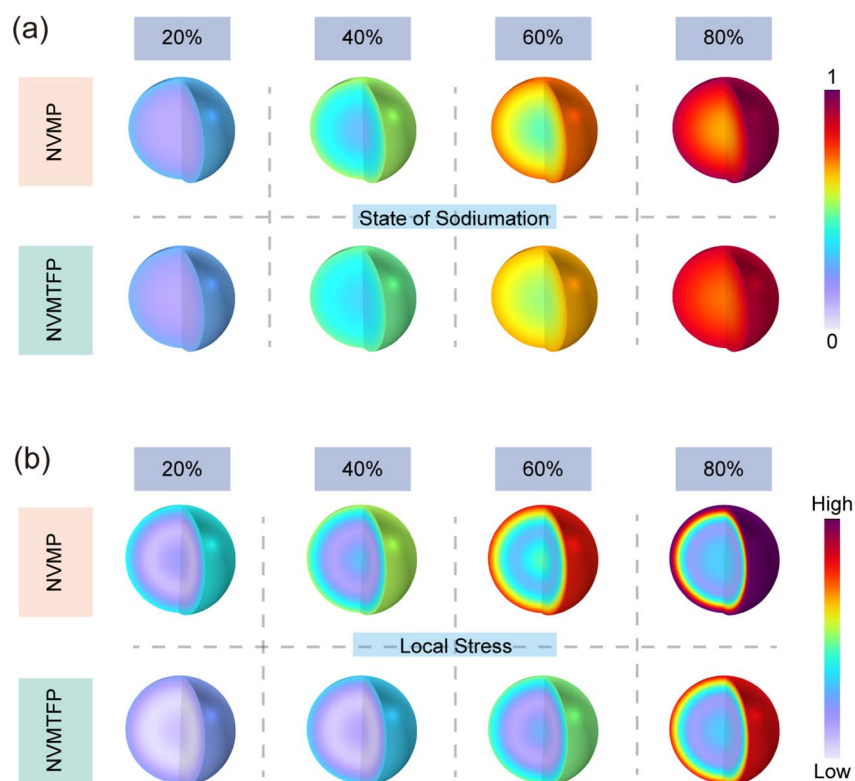 (a)
20%
40%
60%
80%
NVMP
1
State of Sodiumation
NVMTFP
0
(b)
20%
40%
60%
80%
High
NVMP
Local Stress
NVMTFP
Low